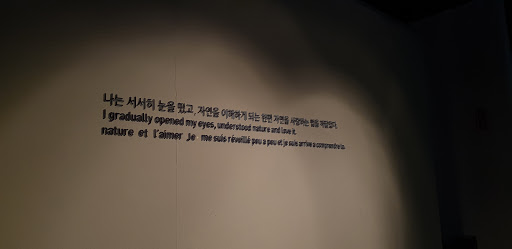 나는 서서히 눈을 떴고, 자연을 이해하게 되는 한편 자연을 사랑하는 법을 깨달았다.
I gradually opened my eyes, understood nature and love it.
nature et l'aimer je me suis réveillé peu a peu et je suis arrive a comprendre la